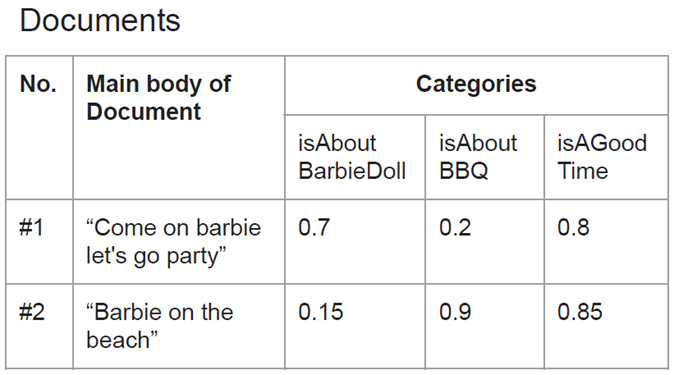 Documents
No.
Main body of
Document
Categories
isAbout
BarbieDoll
isAbout
BBQ
isAGood
Time
#1
“Come on barbie
let's go party”
0.7
0.2
0.8
#2
“Barbie on the
beach”
0.15
0.9
0.85